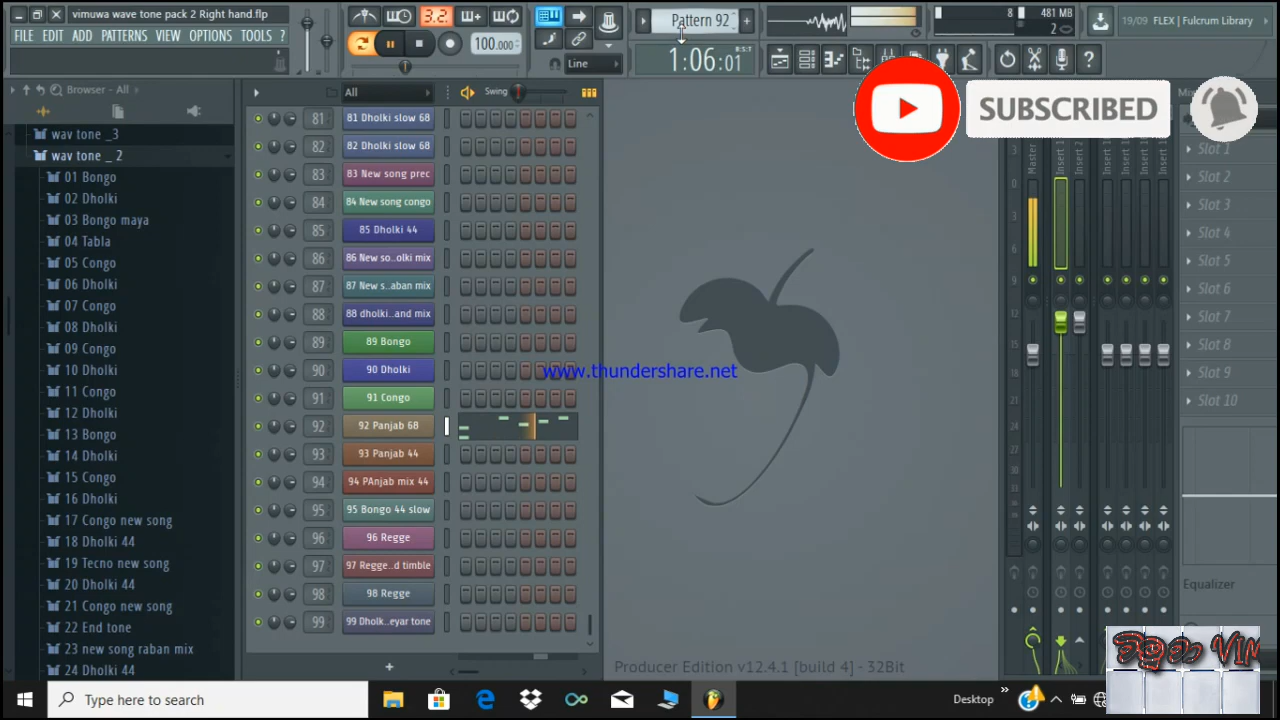 vimuwa wave tone pack 2 Right hand.flp
FILE EDIT ADD PATTERNS VIEW OPTIONS TOOLS ?
3.2
100.000
Line
Pattern 92
1:06:01
B:S:T
8
481 MB
2
19/09 FLEX | Fulcrum Library
SUBSCRIBED
Browser - All
wav tone _3
wav tone _ 2
01 Bongo
02 Dholki
03 Bongo maya
04 Tabla
05 Congo
06 Dholki
07 Congo
08 Dholki
09 Congo
10 Dholki
11 Congo
12 Dholki
13 Bongo
14 Dholki
15 Congo
16 Dholki
17 Congo new song
18 Dholki 44
19 Tecno new song
20 Dholki 44
21 Congo new song
22 End tone
23 new song raban mix
24 Dholki 44
All
Swing
81 81 Dholki slow 68
82 82 Dholki slow 68
83 83 New song prec
84 84 New song congo
85 85 Dholki 44
86 86 New so..olki mix
87 87 New s..aban mix
88 88 dholki..and mix
89 89 Bongo
90 90 Dholki
91 91 Congo
92 92 Panjab 68
93 93 Panjab 44
94 94 PAnjab mix 44
95 95 Bongo 44 slow
96 96 Regge
97 97 Regge..d timble
98 98 Regge
99 99 Dholk..eyar tone
www.thundershare.net
Producer Edition v12.4.1 [build 4] - 32Bit
Master
Insert 1
Insert 2
Slot 1
Slot 2
Slot 3
Slot 4
Slot 5
Slot 6
Slot 7
Slot 8
Slot 9
Slot 10
Equalizer
Type here to search
Desktop